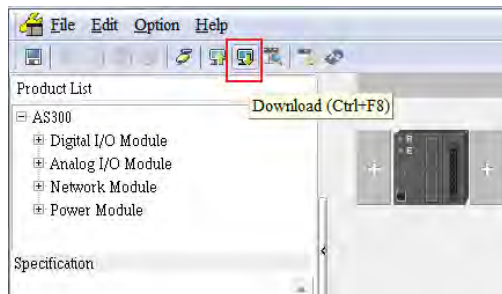 File Edit Option Help
Product List
Download (Ctrl+F8)
AS300
Digital I/O Module
Analog I/O Module
Network Module
Power Module
Specification